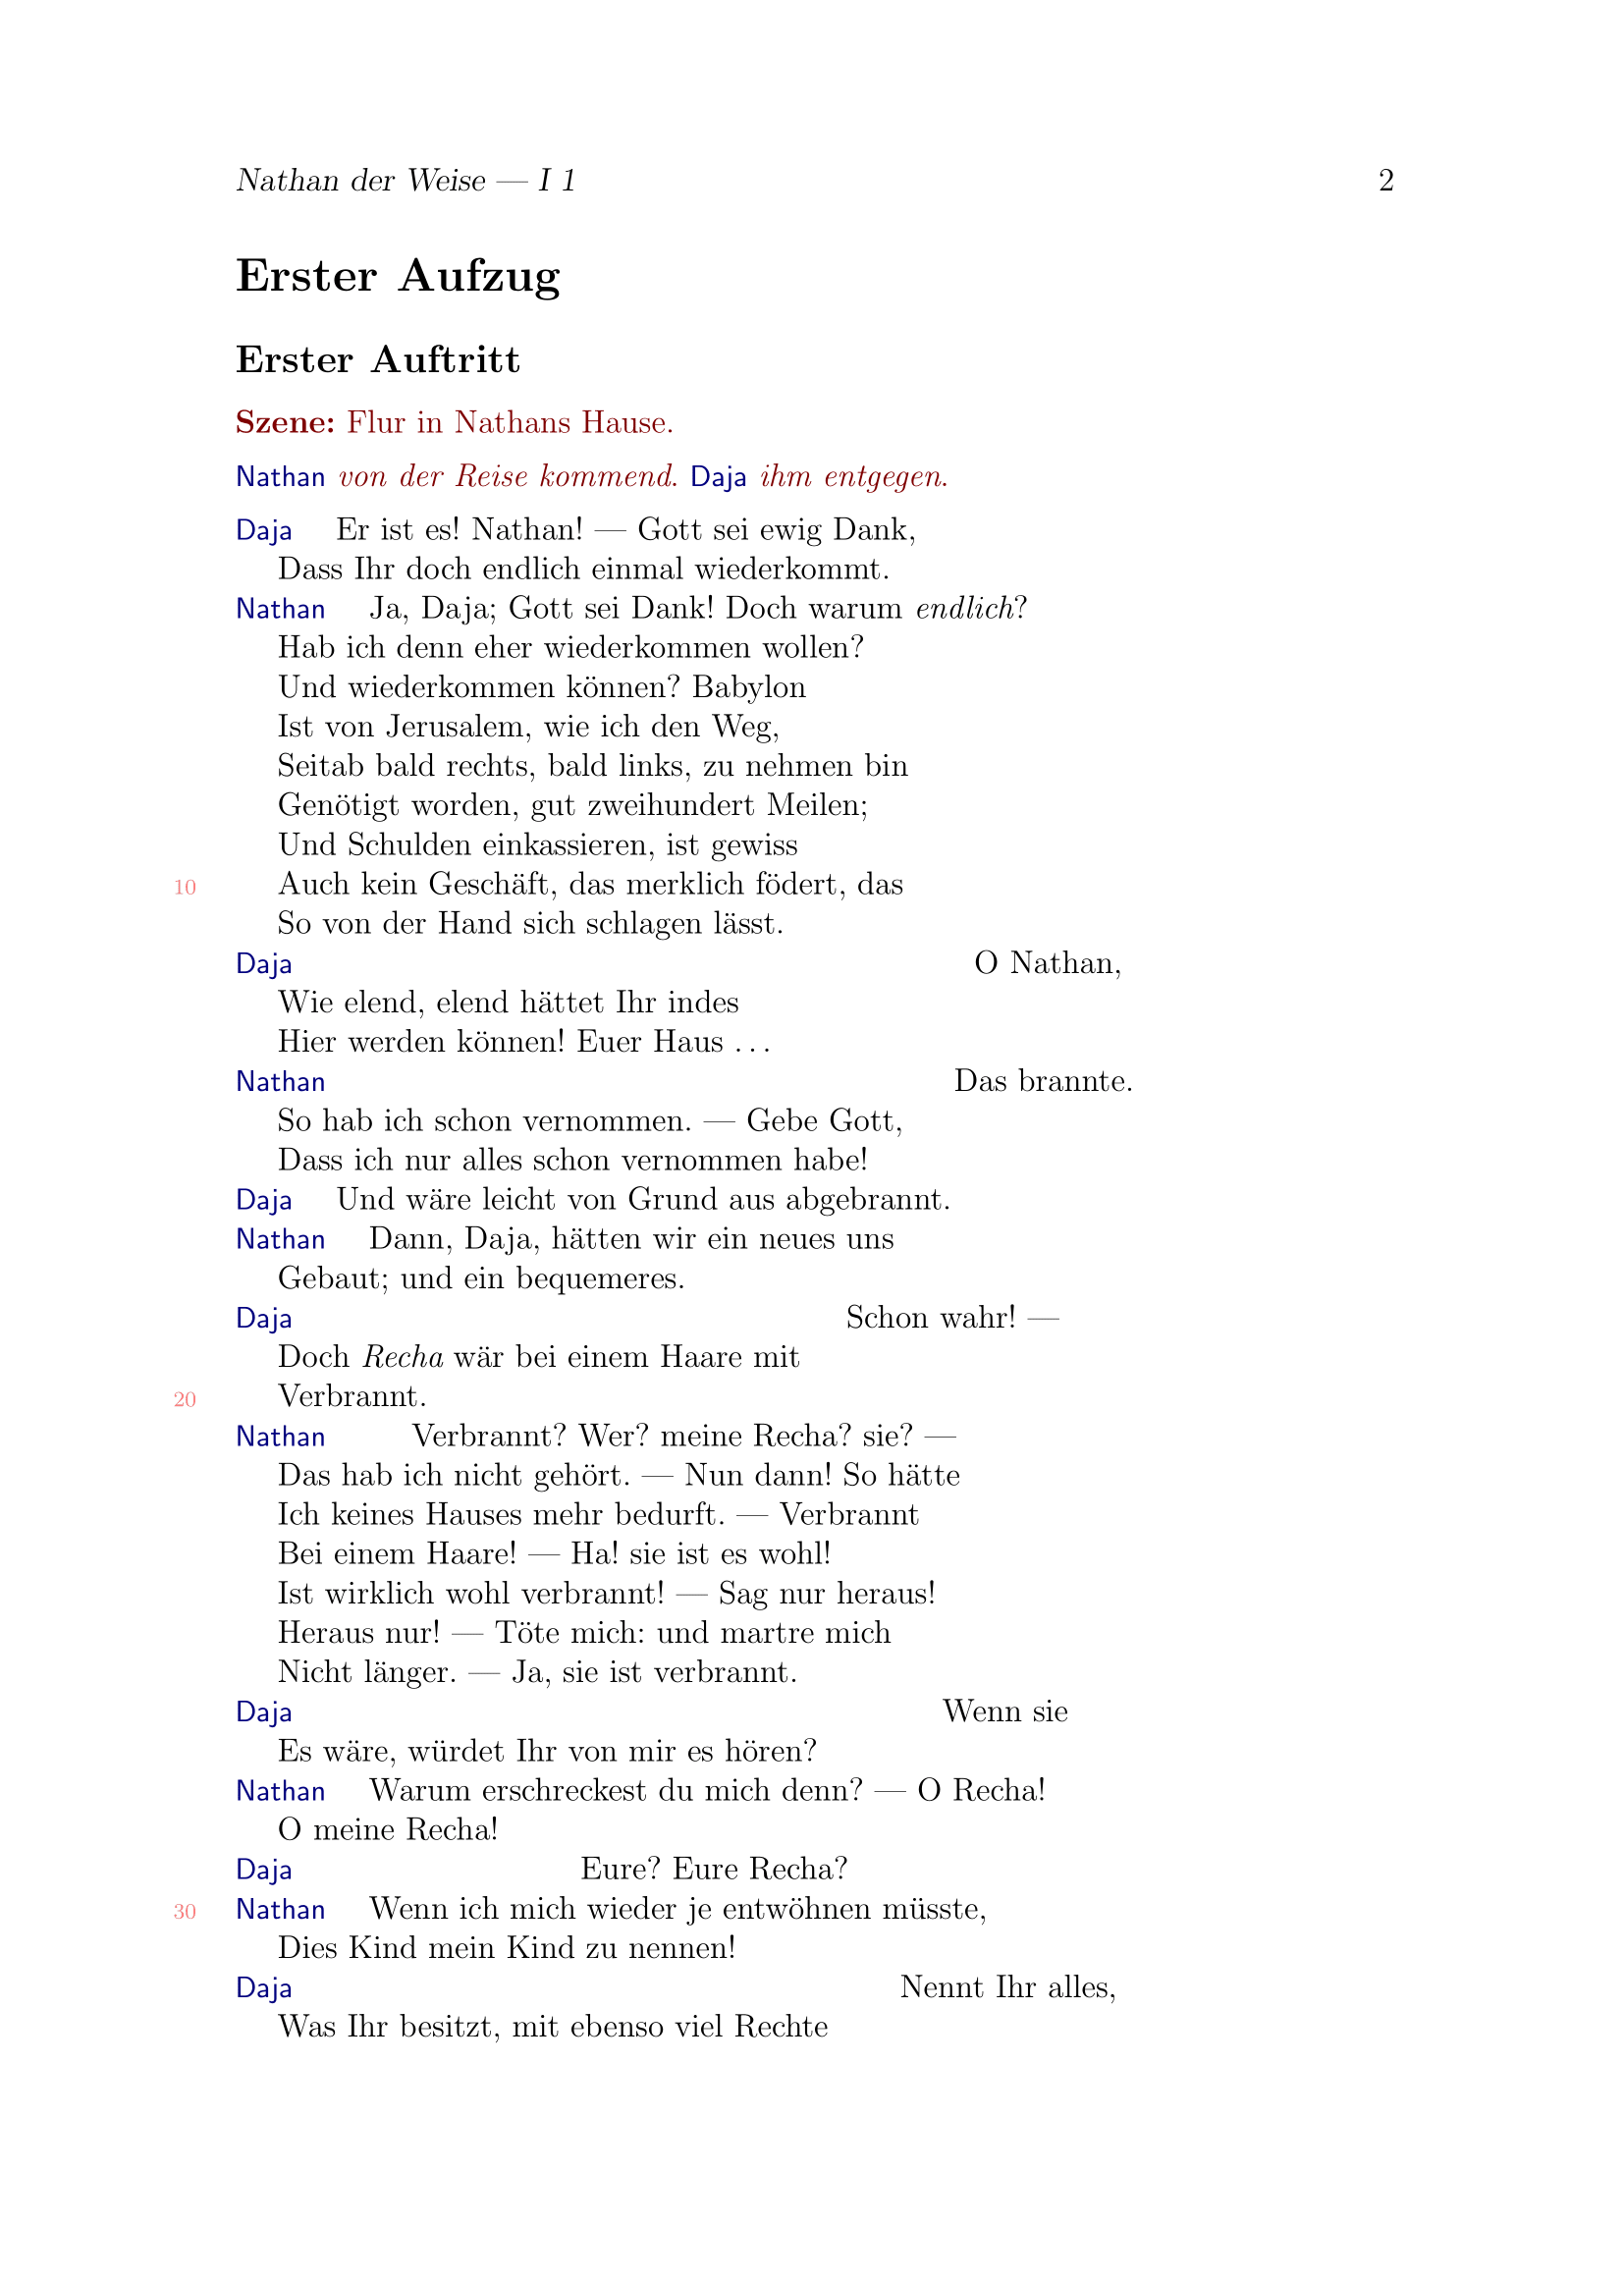 Nathan der Weise — I 1 2
Erster Aufzug
Erster Auftritt
Szene: Flur in Nathans Hause.
Nathan von der Reise kommend. Daja ihm entgegen.
Daja Er ist es! Nathan! — Gott sei ewig Dank,
Dass Ihr doch endlich einmal wiederkommt.
Nathan Ja, Daja; Gott sei Dank! Doch warum endlich?
Hab ich denn eher wiederkommen wollen?
Und wiederkommen können? Babylon
Ist von Jerusalem, wie ich den Weg,
Seitab bald rechts, bald links, zu nehmen bin
Genötigt worden, gut zweihundert Meilen;
Und Schulden einkassieren, ist gewiss
10 Auch kein Geschäft, das merklich födert, das
So von der Hand sich schlagen lässt.
Daja O Nathan,
Wie elend, elend hättet Ihr indes
Hier werden können! Euer Haus ...
Nathan Das brannte.
So hab ich schon vernommen. — Gebe Gott,
Dass ich nur alles schon vernommen habe!
Daja Und wäre leicht von Grund aus abgebrannt.
Nathan Dann, Daja, hätten wir ein neues uns
Gebaut; und ein bequemeres.
Daja Schon wahr! —
Doch Recha wär bei einem Haare mit
20 Verbrannt.
Nathan Verbrannt? Wer? meine Recha? sie? —
Das hab ich nicht gehört. — Nun dann! So hätte
Ich keines Hauses mehr bedurft. — Verbrannt
Bei einem Haare! — Ha! sie ist es wohl!
Ist wirklich wohl verbrannt! — Sag nur heraus!
Heraus nur! — Töte mich: und martre mich
Nicht länger. — Ja, sie ist verbrannt.
Daja Wenn sie
Es wäre, würdet Ihr von mir es hören?
Nathan Warum erschreckest du mich denn? — O Recha!
O meine Recha!
Daja Eure? Eure Recha?
30 Nathan Wenn ich mich wieder je entwöhnen müsste,
Dies Kind mein Kind zu nennen!
Daja Nennt Ihr alles,
Was Ihr besitzt, mit ebenso viel Rechte